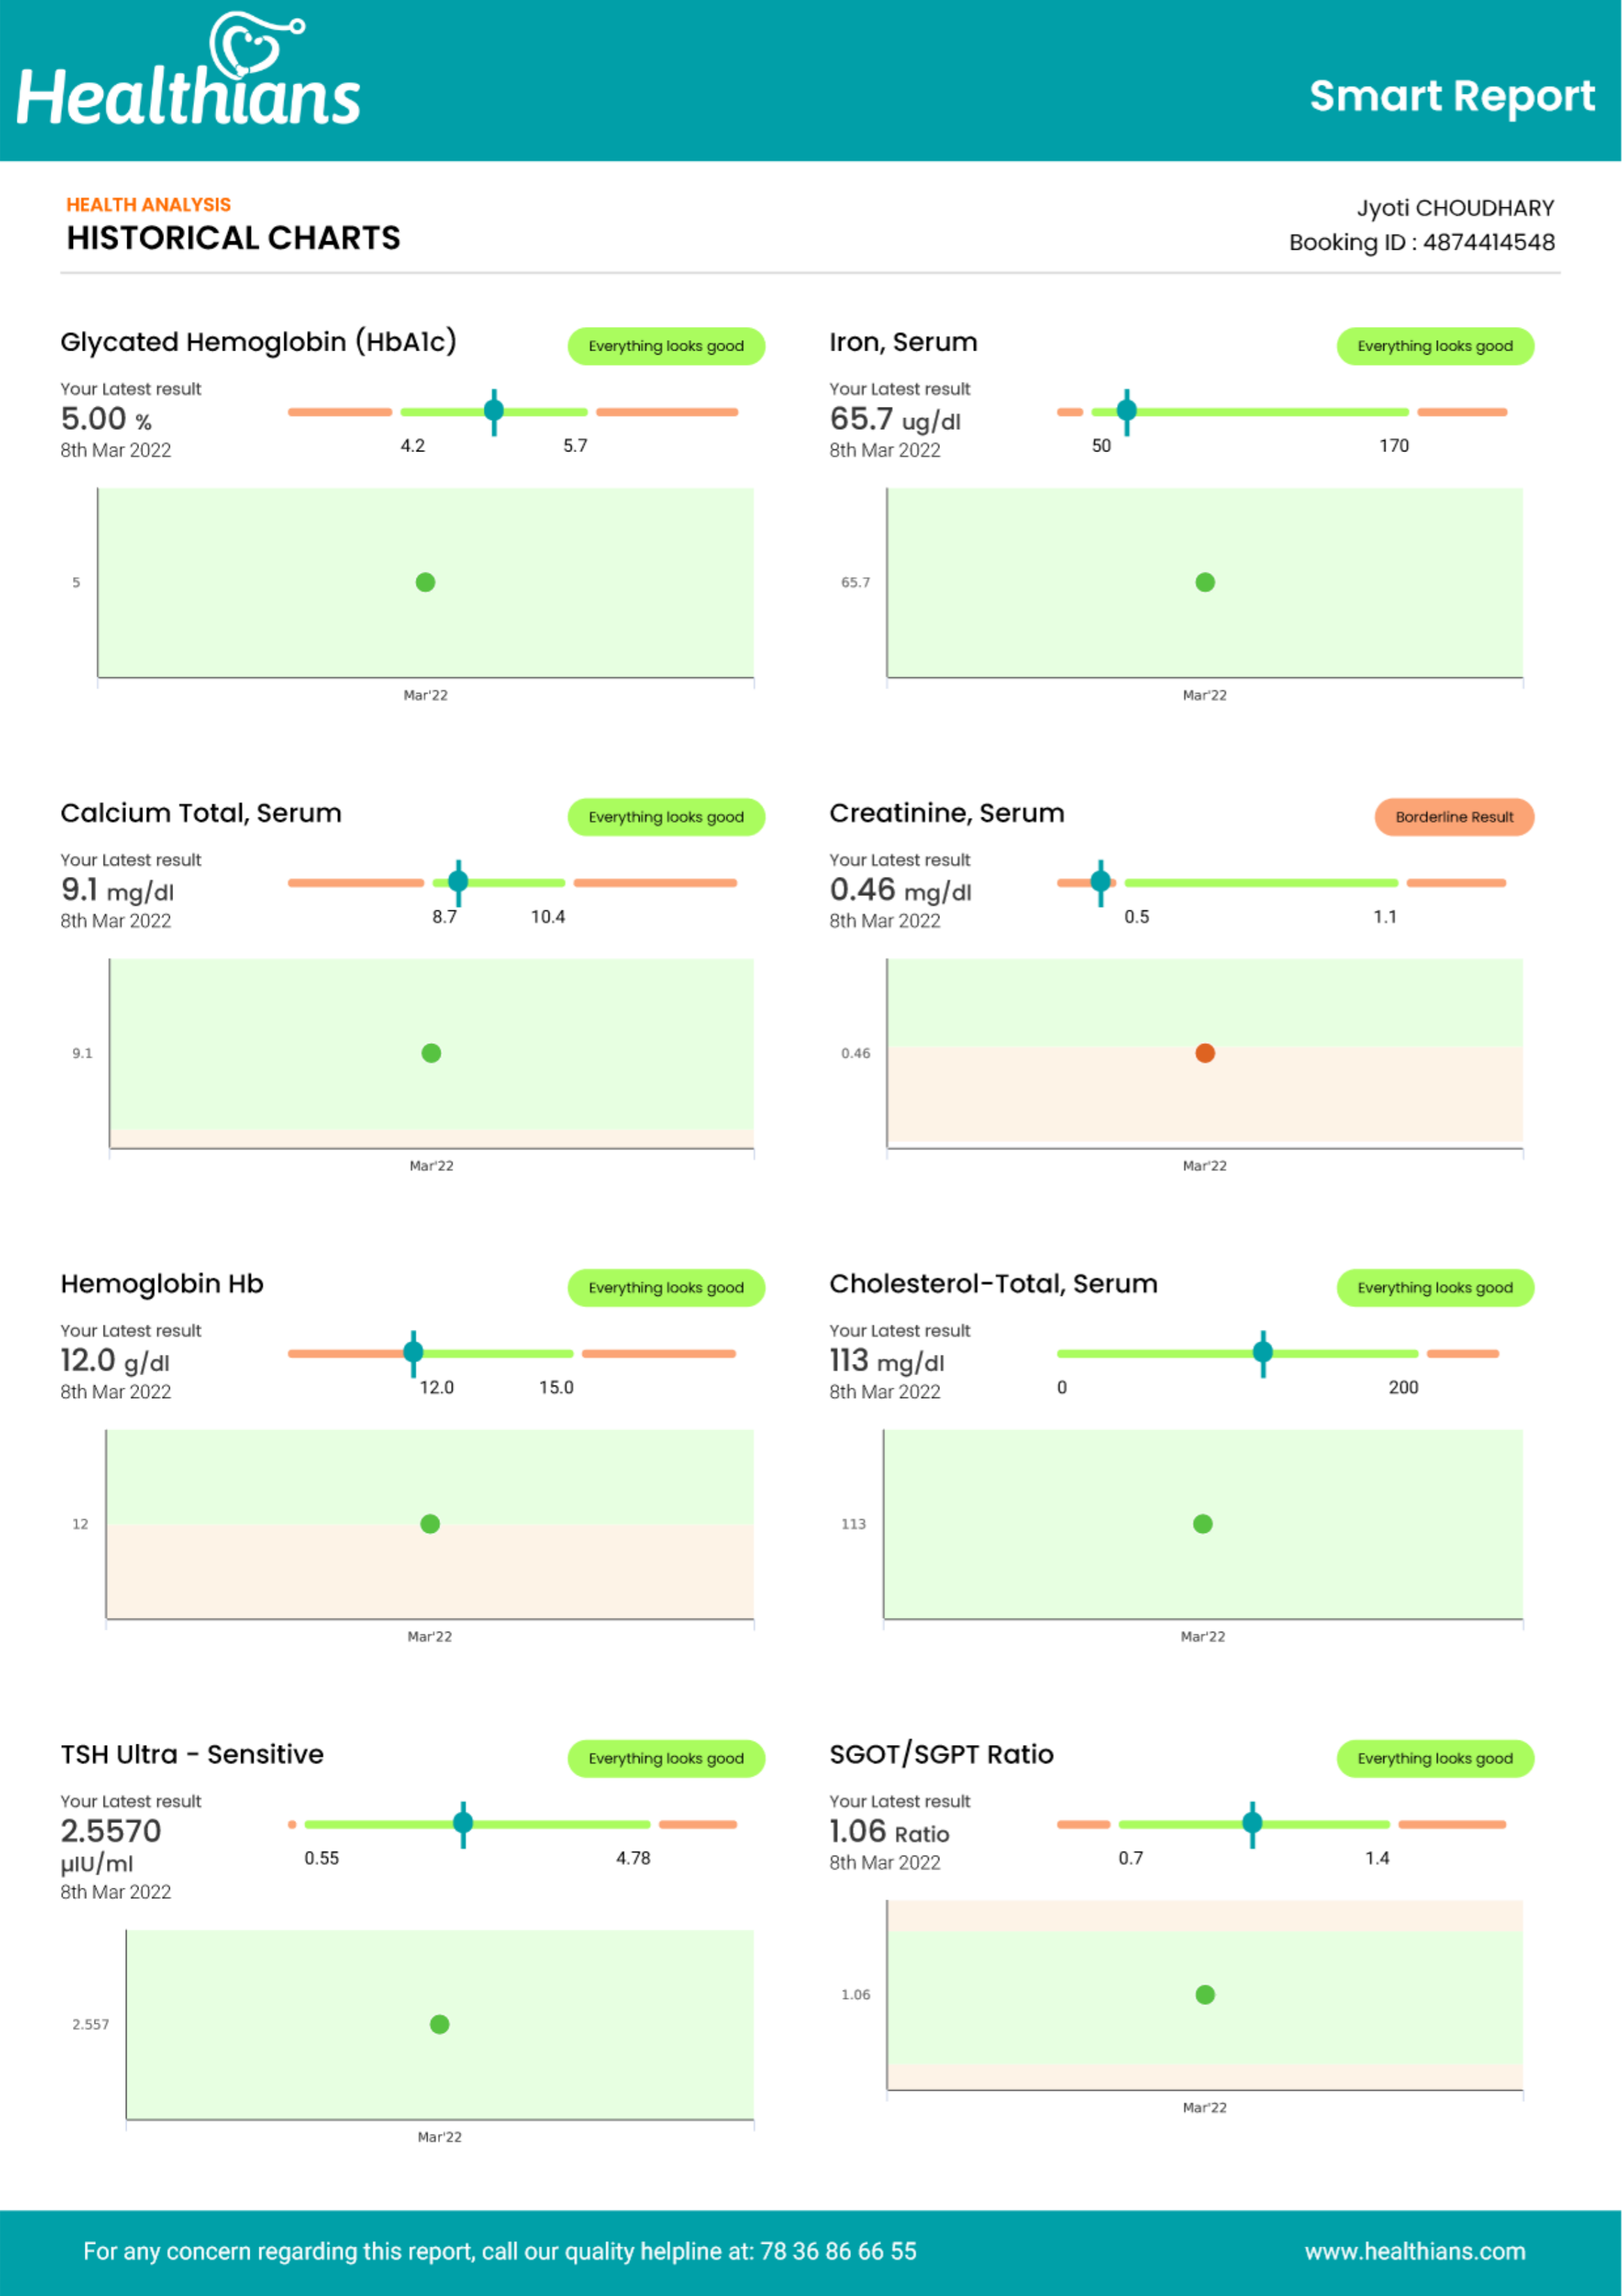 Healthians
Smart Report
HEALTH ANALYSIS
HISTORICAL CHARTS
Jyoti CHOUDHARY
Booking ID : 4874414548
Glycated Hemoglobin (HbA1c)
Everything looks good
Your Latest result
5.00 %
8th Mar 2022
4.2
5.7
5
Mar'22
Iron, Serum
Everything looks good
Your Latest result
65.7 ug/dl
8th Mar 2022
50
170
65.7
Mar'22
Calcium Total, Serum
Everything looks good
Your Latest result
9.1 mg/dl
8th Mar 2022
8.7
10.4
9.1
Mar'22
Creatinine, Serum
Borderline Result
Your Latest result
0.46 mg/dl
8th Mar 2022
0.5
1.1
0.46
Mar'22
Hemoglobin Hb
Everything looks good
Your Latest result
12.0 g/dl
8th Mar 2022
12.0
15.0
12
Mar'22
Cholesterol-Total, Serum
Everything looks good
Your Latest result
113 mg/dl
8th Mar 2022
0
200
113
Mar'22
TSH Ultra - Sensitive
Everything looks good
Your Latest result
2.5570
µIU/ml
8th Mar 2022
0.55
4.78
2.557
Mar'22
SGOT/SGPT Ratio
Everything looks good
Your Latest result
1.06 Ratio
8th Mar 2022
0.7
1.4
1.06
Mar'22
For any concern regarding this report, call our quality helpline at: 78 36 86 66 55
www.healthians.com